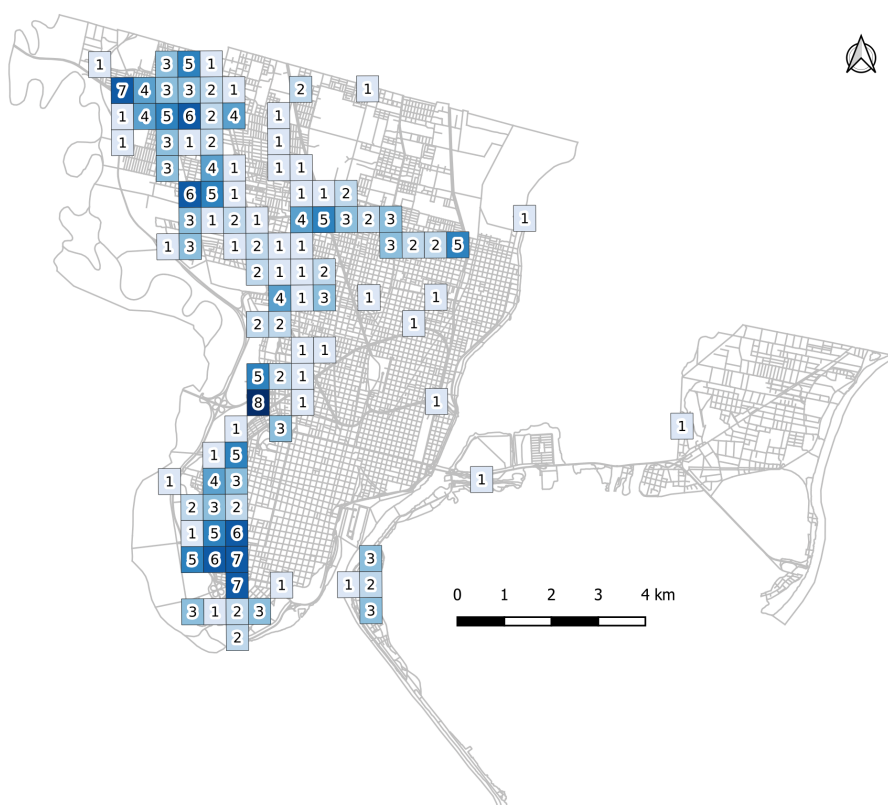 1 3 5 1
7 4 3 3 2 1 2 1
1 4 5 6 2 4 1
1 3 1 2 1
3 4 1 1 1
6 5 1 1 1 2
3 1 2 1 4 5 3 2 3 1
1 3 1 2 1 1 3 2 2 5
2 1 1 2
4 1 3 1 1
2 2 1
1 1
5 2 1
8 1 1
1 3 1
1 5
1 4 3 1
2 3 2
1 5 6
5 6 7 3
7 1 1 2
0 1 2 3 4 km
3 1 2 3 3
2